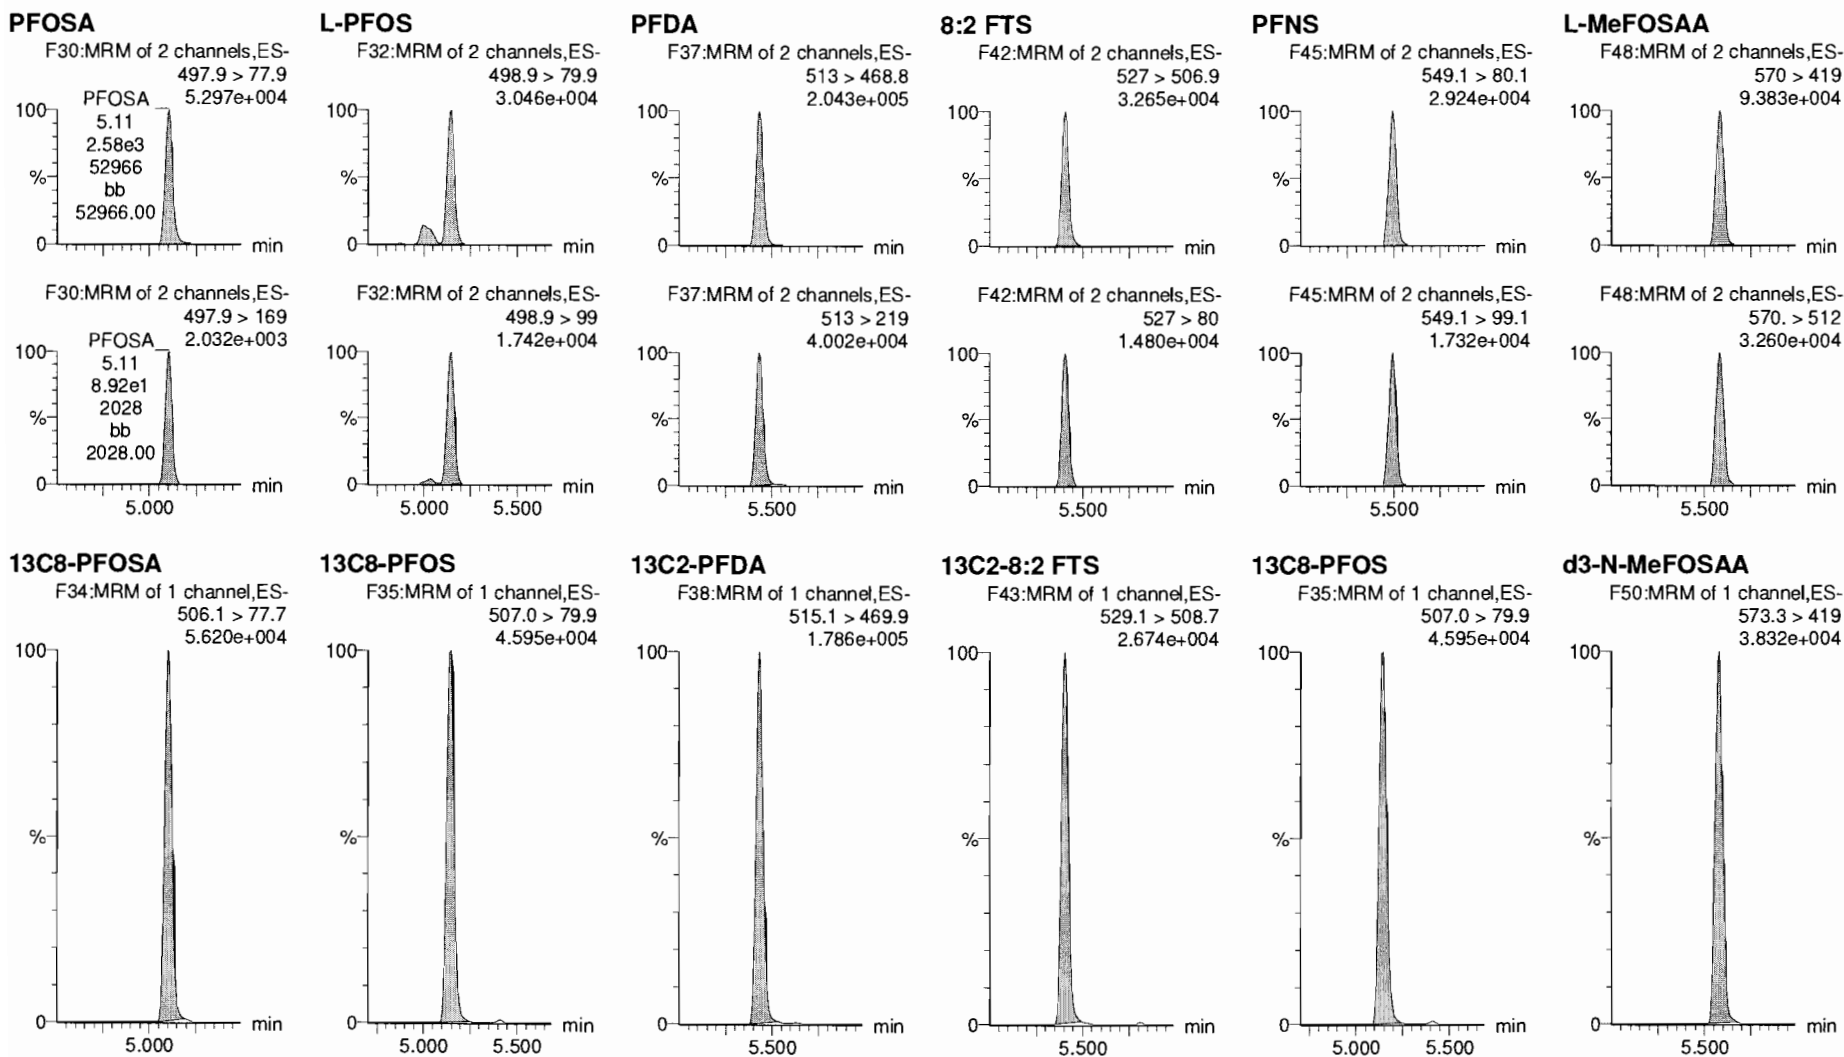 PFOSA
F30:MRM of 2 channels,ES-
497.9 > 77.9
5.297e+004
100
PFOSA
5.11
2.58e3
52966
bb
52966.00
%
0
min
L-PFOS
F32:MRM of 2 channels,ES-
498.9 > 79.9
3.046e+004
100
%
0
min
PFDA
F37:MRM of 2 channels,ES-
513 > 468.8
2.043e+005
100
%
0
min
8:2 FTS
F42:MRM of 2 channels,ES-
527 > 506.9
3.265e+004
100
%
0
min
PFNS
F45:MRM of 2 channels,ES-
549.1 > 80.1
2.924e+004
100
%
0
min
L-MeFOSAA
F48:MRM of 2 channels,ES-
570 > 419
9.383e+004
100
%
0
min
F30:MRM of 2 channels,ES-
497.9 > 169
2.032e+003
100
PFOSA
5.11
8.92e1
2028
bb
2028.00
%
0
min
5.000
F32:MRM of 2 channels,ES-
498.9 > 99
1.742e+004
100
%
0
min
5.000 5.500
F37:MRM of 2 channels,ES-
513 > 219
4.002e+004
100
%
0
min
5.500
F42:MRM of 2 channels,ES-
527 > 80
1.480e+004
100
%
0
min
5.500
F45:MRM of 2 channels,ES-
549.1 > 99.1
1.732e+004
100
%
0
min
5.500
F48:MRM of 2 channels,ES-
570. > 512
3.260e+004
100
%
0
min
5.500
13C8-PFOSA
F34:MRM of 1 channel,ES-
506.1 > 77.7
5.620e+004
100
%
0
min
5.000
13C8-PFOS
F35:MRM of 1 channel,ES-
507.0 > 79.9
4.595e+004
100
%
0
min
5.000 5.500
13C2-PFDA
F38:MRM of 1 channel,ES-
515.1 > 469.9
1.786e+005
100
%
0
min
5.500
13C2-8:2 FTS
F43:MRM of 1 channel,ES-
529.1 > 508.7
2.674e+004
100
%
0
min
5.500
13C8-PFOS
F35:MRM of 1 channel,ES-
507.0 > 79.9
4.595e+004
100
%
0
min
5.000 5.500
d3-N-MeFOSAA
F50:MRM of 1 channel,ES-
573.3 > 419
3.832e+004
100
%
0
min
5.500